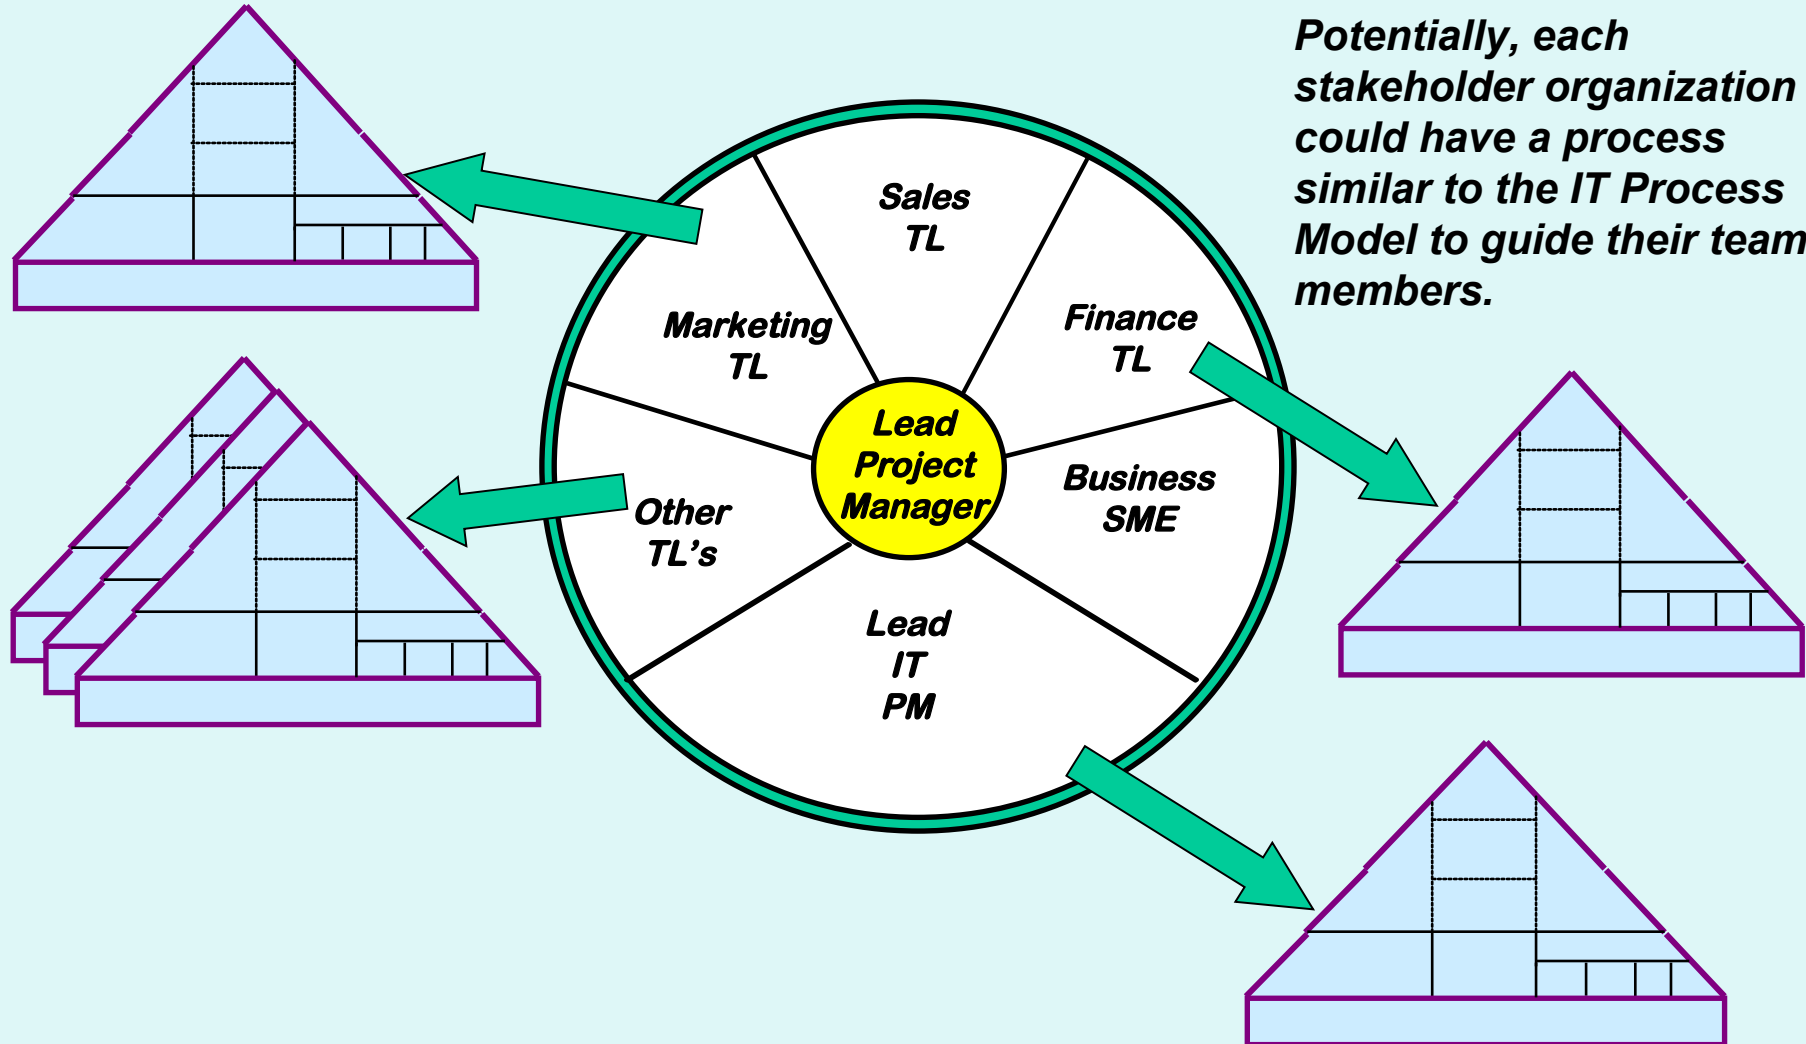 Potentially, each
stakeholder organization
could have a process
similar to the IT Process
Model to guide their team
members.
Sales
TL
Marketing
TL
Finance
TL
Lead
Project
Manager
Business
SME
Other
TL's
Lead
IT
PM